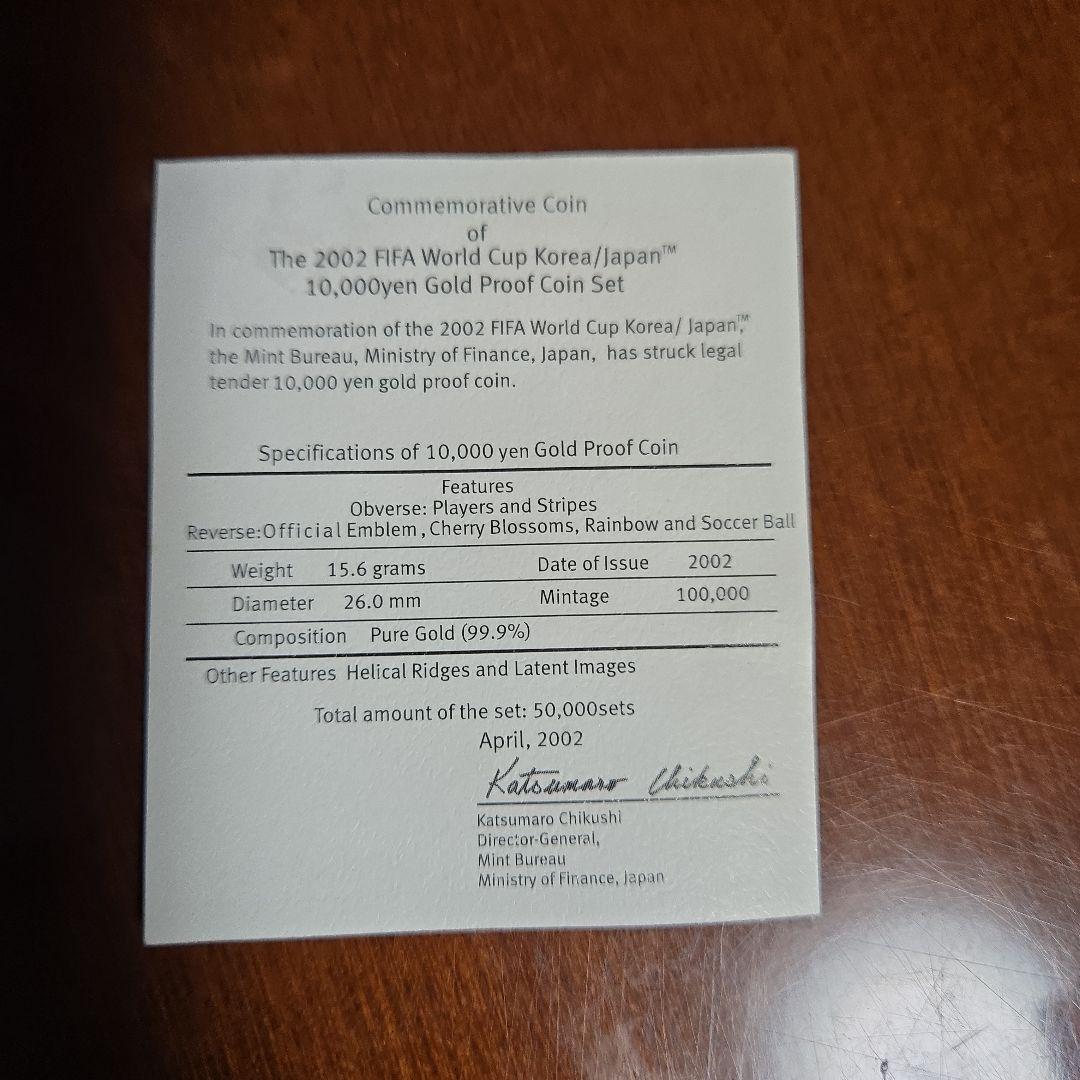 Commemorative Coin
of
The 2002 FIFA World Cup Korea/Japan™
10,000yen Gold Proof Coin Set
In commemoration of the 2002 FIFA World Cup Korea/ Japan™,
the Mint Bureau, Ministry of Finance, Japan, has struck legal
tender 10,000 yen gold proof coin.
Specifications of 10,000 yen Gold Proof Coin
Features
Obverse: Players and Stripes
Reverse:Official Emblem, Cherry Blossoms, Rainbow and Soccer Ball
Weight 15.6 grams Date of Issue 2002
Diameter 26.0 mm Mintage 100,000
Composition Pure Gold (99.9%)
Other Features Helical Ridges and Latent Images
Total amount of the set: 50,000sets
April, 2002
Katsumaro Chikushi
Katsumaro Chikushi
Director-General,
Mint Bureau
Ministry of Finance, Japan